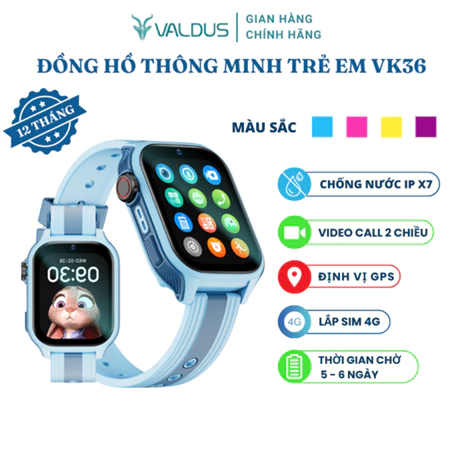 VALDUS
GIAN HÀNG
CHÍNH HÃNG
ĐỒNG HỒ THÔNG MINH TRẺ EM VK36
12 THÁNG
MÀU SẮC
CHỐNG NƯỚC IP X7
VIDEO CALL 2 CHIỀU
ĐỊNH VỊ GPS
4G
LẮP SIM 4G
THỜI GIAN CHỜ
5 - 6 NGÀY
09:30